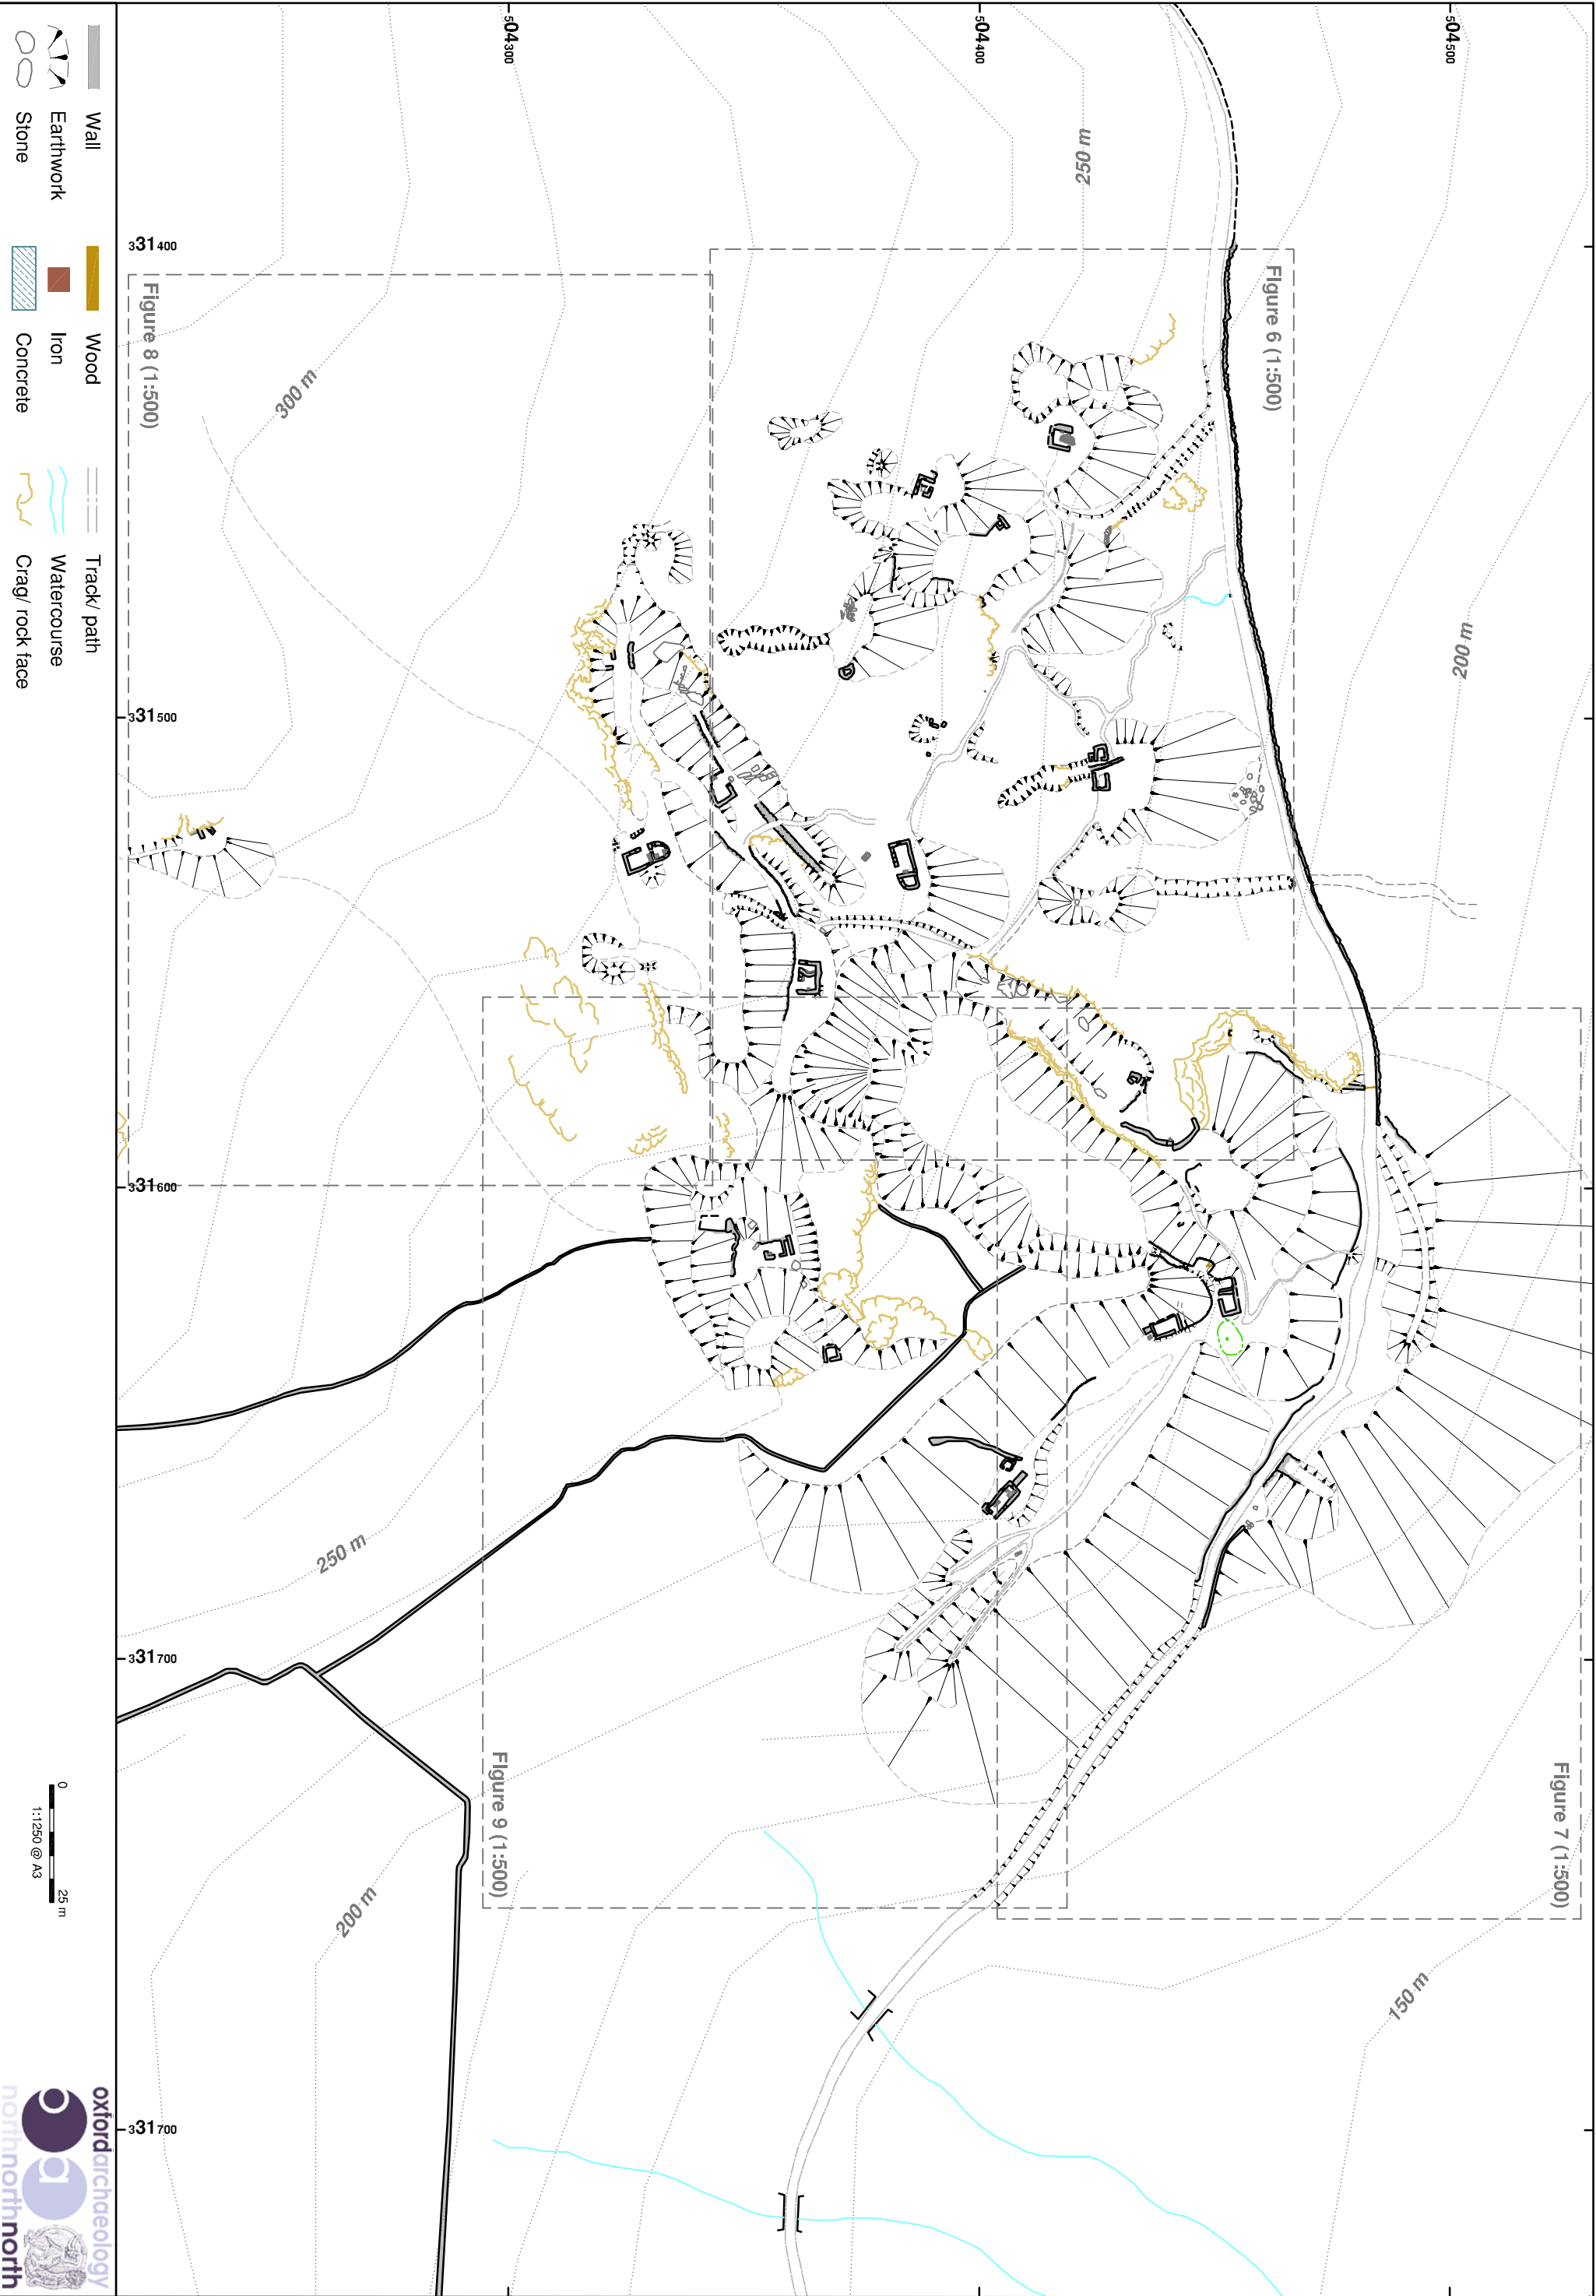 504300
504400
504500
250 m
331400
Figure 6 (1:500)
Figure 8 (1:500)
300 m
200 m
331500
331600
250 m
331700
Figure 9 (1:500)
Figure 7 (1:500)
200 m
150 m
331700
Wall
Earthwork
Stone
Wood
Iron
Concrete
Track/ path
Watercourse
Crag/ rock face
0
25 m
1:1250 @ A3
oxfordarchaeology
northnorthnorth